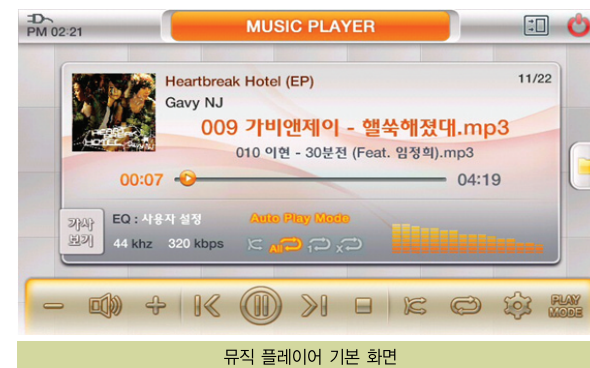 PM 02:21
MUSIC PLAYER
Heartbreak Hotel (EP)
11/22
Gavy NJ
009 가비앤제이 - 핼쑥해졌대.mp3
010 이현 - 30분전 (Feat. 임정희).mp3
00:07
04:19
HEARTBREAK
HOTEL
가사
보기
EQ : 사용자 설정
Auto Play Mode
44 khz 320 kbps
All
1
x
PLAY
MODE
뮤직 플레이어 기본 화면